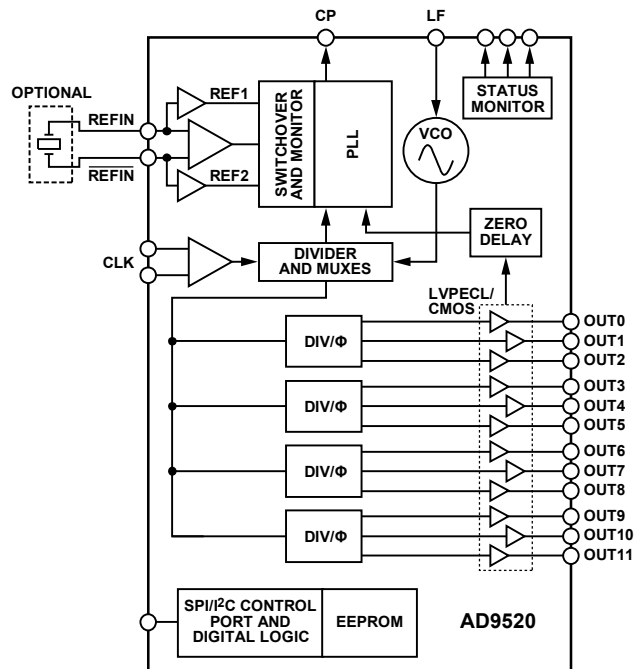 CP
LF
OPTIONAL
REFIN
REFIN
REF1
REF2
SWITCHOVER
AND MONITOR
PLL
VCO
STATUS
MONITOR
ZERO
DELAY
CLK
DIVIDER
AND MUXES
LVPECL/
CMOS
DIV/Φ
OUT0
OUT1
OUT2
DIV/Φ
OUT3
OUT4
OUT5
DIV/Φ
OUT6
OUT7
OUT8
DIV/Φ
OUT9
OUT10
OUT11
SPI/I²C CONTROL
PORT AND
DIGITAL LOGIC
EEPROM
AD9520